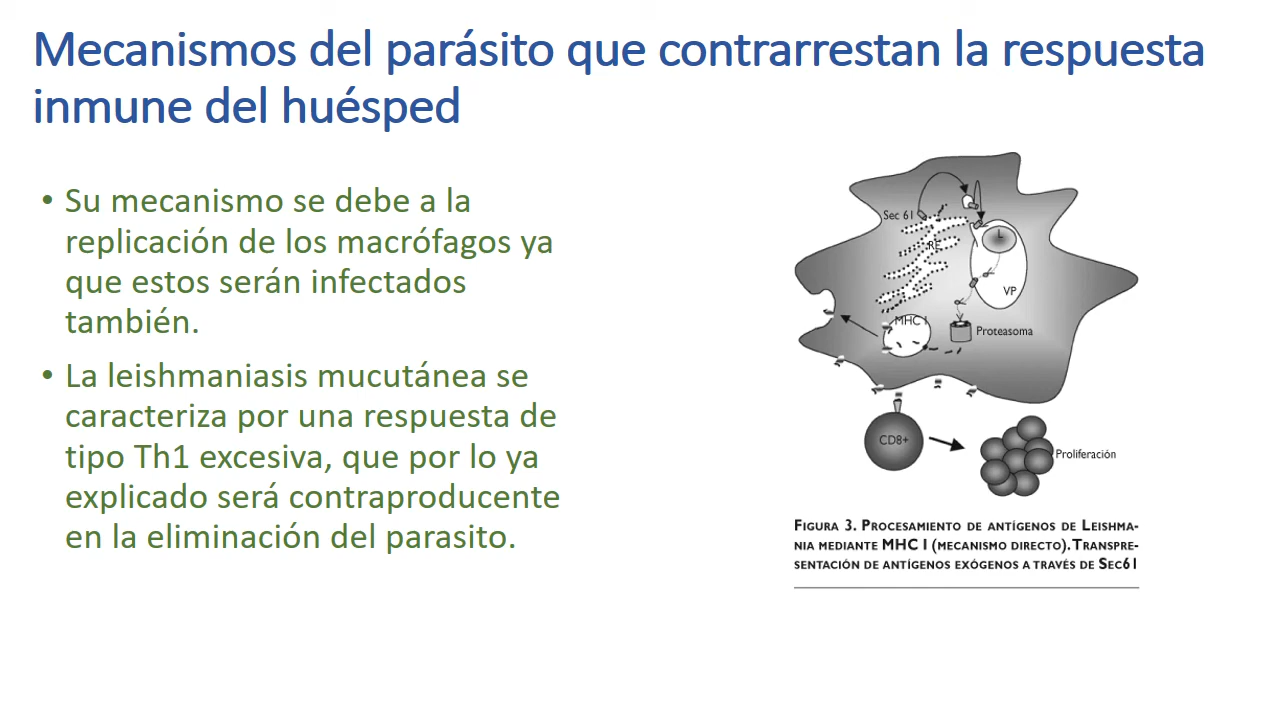 Mecanismos del parásito que contrarrestan la respuesta
inmune del huésped
• Su mecanismo se debe a la
replicación de los macrófagos ya
que estos serán infectados
también.
• La leishmaniasis mucutánea se
caracteriza por una respuesta de
tipo Th1 excesiva, que por lo ya
explicado será contraproducente
en la eliminación del parasito.
Sec 61
RE
L
VP
MHC I
Proteasoma
CD8+
Proliferación
Figura 3. Procesamiento de antígenos de Leishma-
nia mediante MHC I (mecanismo directo). Transpre-
sentación de antígenos exógenos a través de Sec61